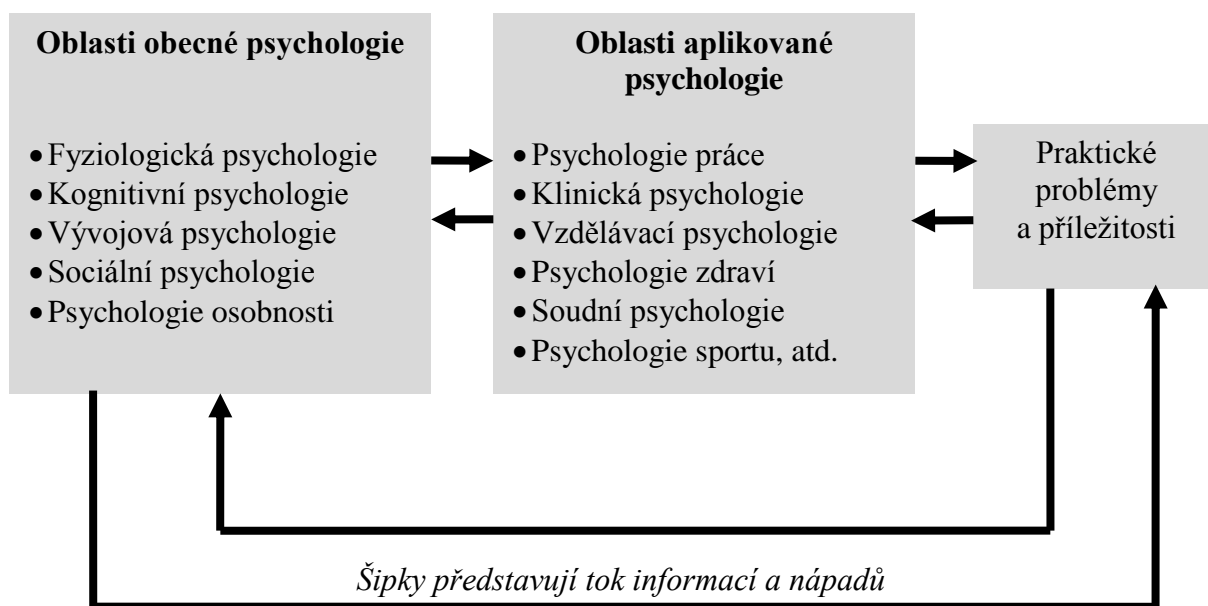 Oblasti obecné psychologie
• Fyziologická psychologie
• Kognitivní psychologie
• Vývojová psychologie
• Sociální psychologie
• Psychologie osobnosti
Oblasti aplikované
psychologie
• Psychologie práce
• Klinická psychologie
• Vzdělávací psychologie
• Psychologie zdraví
• Soudní psychologie
• Psychologie sportu, atd.
Praktické
problémy
a příležitosti
Šipky představují tok informací a nápadů